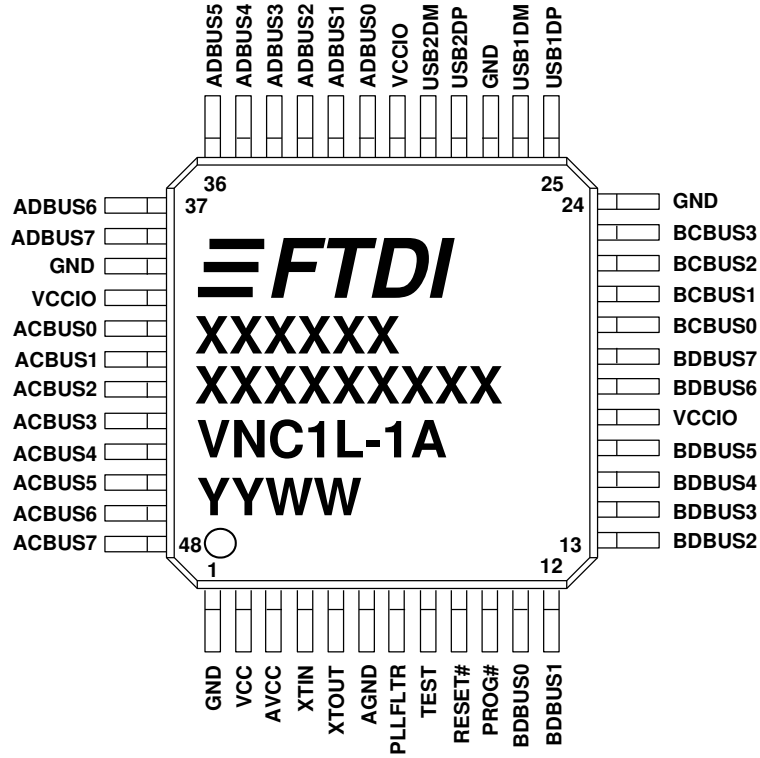 ADBUS5
ADBUS4
ADBUS3
ADBUS2
ADBUS1
ADBUS0
VCCIO
USB2DM
USB2DP
GND
USB1DM
USB1DP
36
25
37
24
ADBUS6
ADBUS7
GND
VCCIO
ACBUS0
ACBUS1
ACBUS2
ACBUS3
ACBUS4
ACBUS5
ACBUS6
ACBUS7
FTDI
XXXXXX
XXXXXXXXX
VNC1L-1A
YYWW
GND
BCBUS3
BCBUS2
BCBUS1
BCBUS0
BDBUS7
BDBUS6
VCCIO
BDBUS5
BDBUS4
BDBUS3
BDBUS2
48
13
1
12
GND
VCC
AVCC
XTIN
XTOUT
AGND
PLLFLTR
TEST
RESET#
PROG#
BDBUS0
BDBUS1